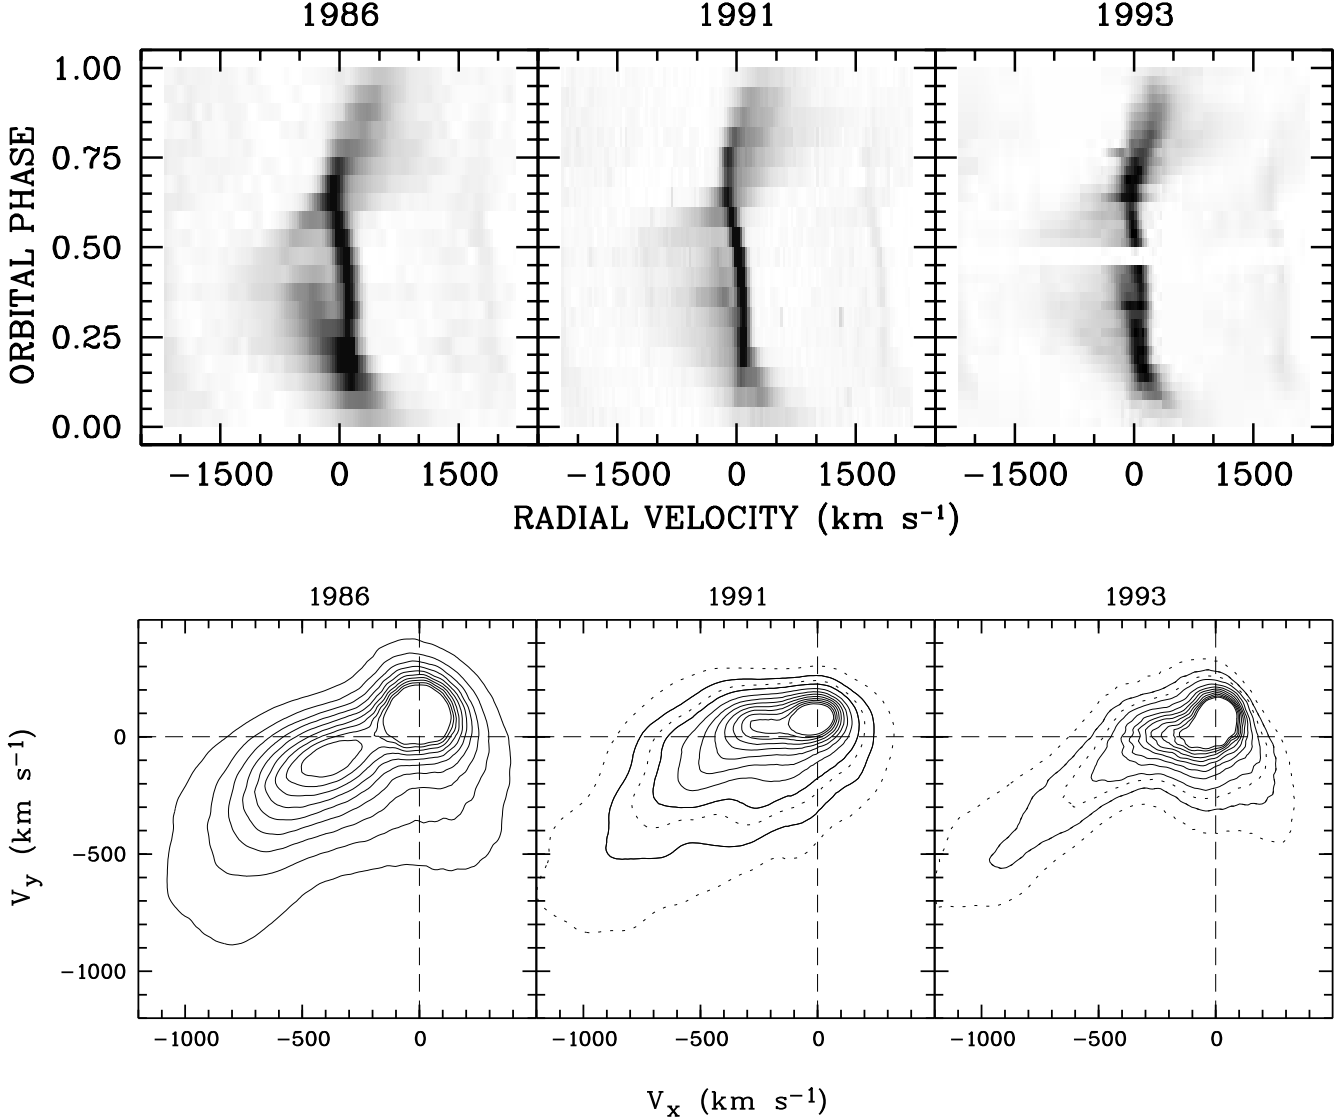 1986 1991 1993
1.00
0.75
0.50
0.25
0.00
ORBITAL PHASE
−1500 0 1500 −1500 0 1500 −1500 0 1500
RADIAL VELOCITY (km s⁻¹)
1986 1991 1993
0
−500
−1000
V_y (km s⁻¹)
−1000 −500 0 −1000 −500 0 −1000 −500 0
V_x (km s⁻¹)